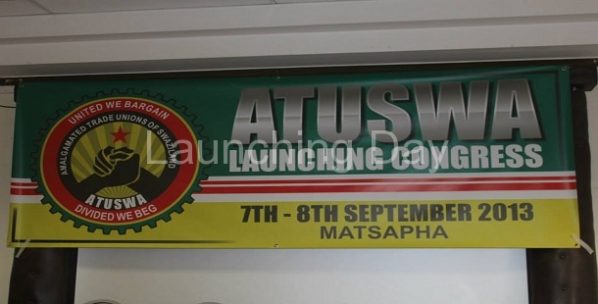 UNITED WE BARGAIN
AMALGAMATED TRADE UNIONS OF SWAZILAND
ATUSWA
DIVIDED WE BEG
ATUSWA
LAUNCHING CONGRESS
Launching Day
7TH - 8TH SEPTEMBER 2013
MATSAPHA